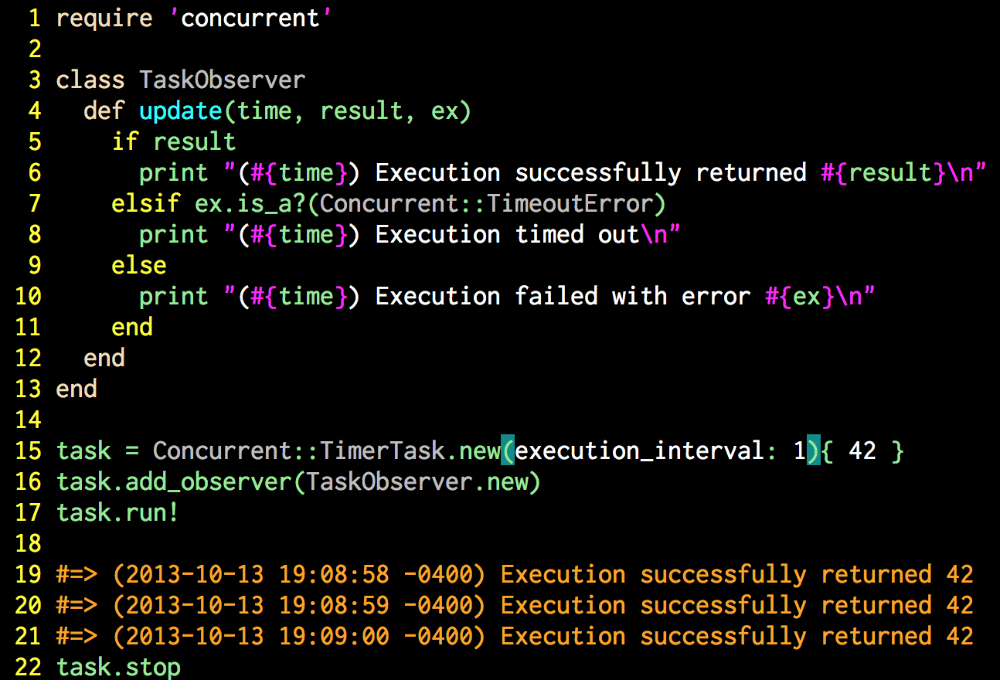 1 require 'concurrent'
2
3 class TaskObserver
4   def update(time, result, ex)
5     if result
6       print "(#{time}) Execution successfully returned #{result}\n"
7     elsif ex.is_a?(Concurrent::TimeoutError)
8       print "(#{time}) Execution timed out\n"
9     else
10       print "(#{time}) Execution failed with error #{ex}\n"
11     end
12   end
13 end
14
15 task = Concurrent::TimerTask.new(execution_interval: 1){ 42 }
16 task.add_observer(TaskObserver.new)
17 task.run!
18
19 #=> (2013-10-13 19:08:58 -0400) Execution successfully returned 42
20 #=> (2013-10-13 19:08:59 -0400) Execution successfully returned 42
21 #=> (2013-10-13 19:09:00 -0400) Execution successfully returned 42
22 task.stop